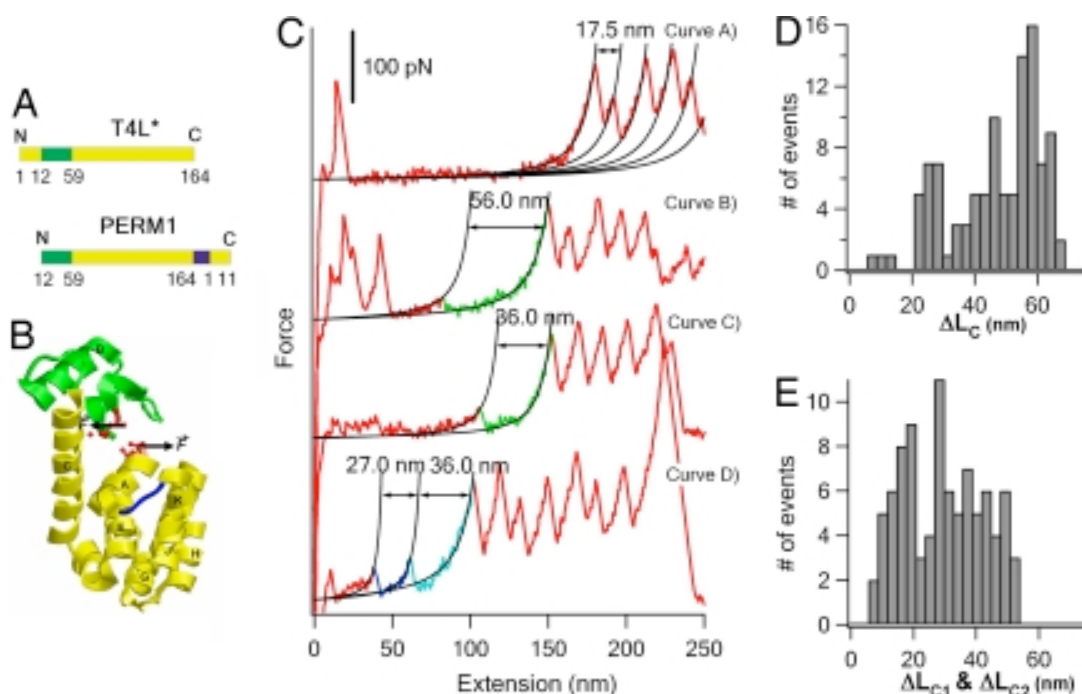 A
N T4L* C
1 12 59 164
PERM1
N C
12 59 164 1 11
B
C
100 pN
17.5 nm
Curve A)
56.0 nm
Curve B)
36.0 nm
Curve C)
27.0 nm 36.0 nm
Curve D)
Force
0 50 100 150 200 250
Extension (nm)
D
16
12
8
4
0
# of events
0 20 40 60
ΔLC (nm)
E
10
8
6
4
2
0
# of events
0 20 40 60
ΔLC1 & ΔLC2 (nm)